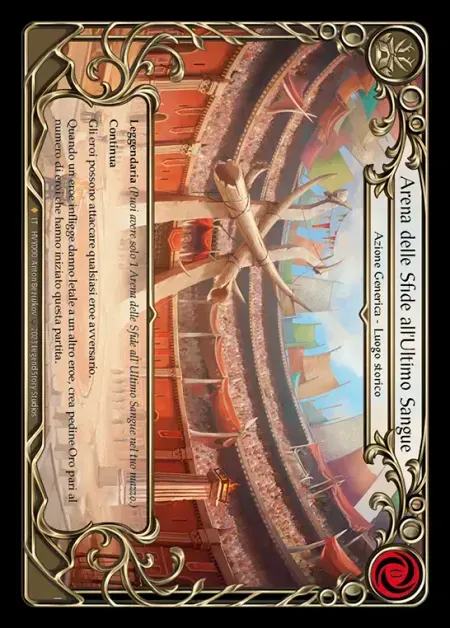 Arena delle Sfide all'Ultimo Sangue
Azione Generica - Luogo storico
Leggendaria (Puoi avere solo 1 Arena delle Sfide all'Ultimo Sangue nel tuo mazzo.)
Continua
Gli eroi possono attaccare qualsiasi eroe avversario.
Quando un eroe infligge danno letale a un altro eroe, crea pedine Oro pari al
numero di eroi che hanno iniziato questa partita.
IT
Legend Story Studios